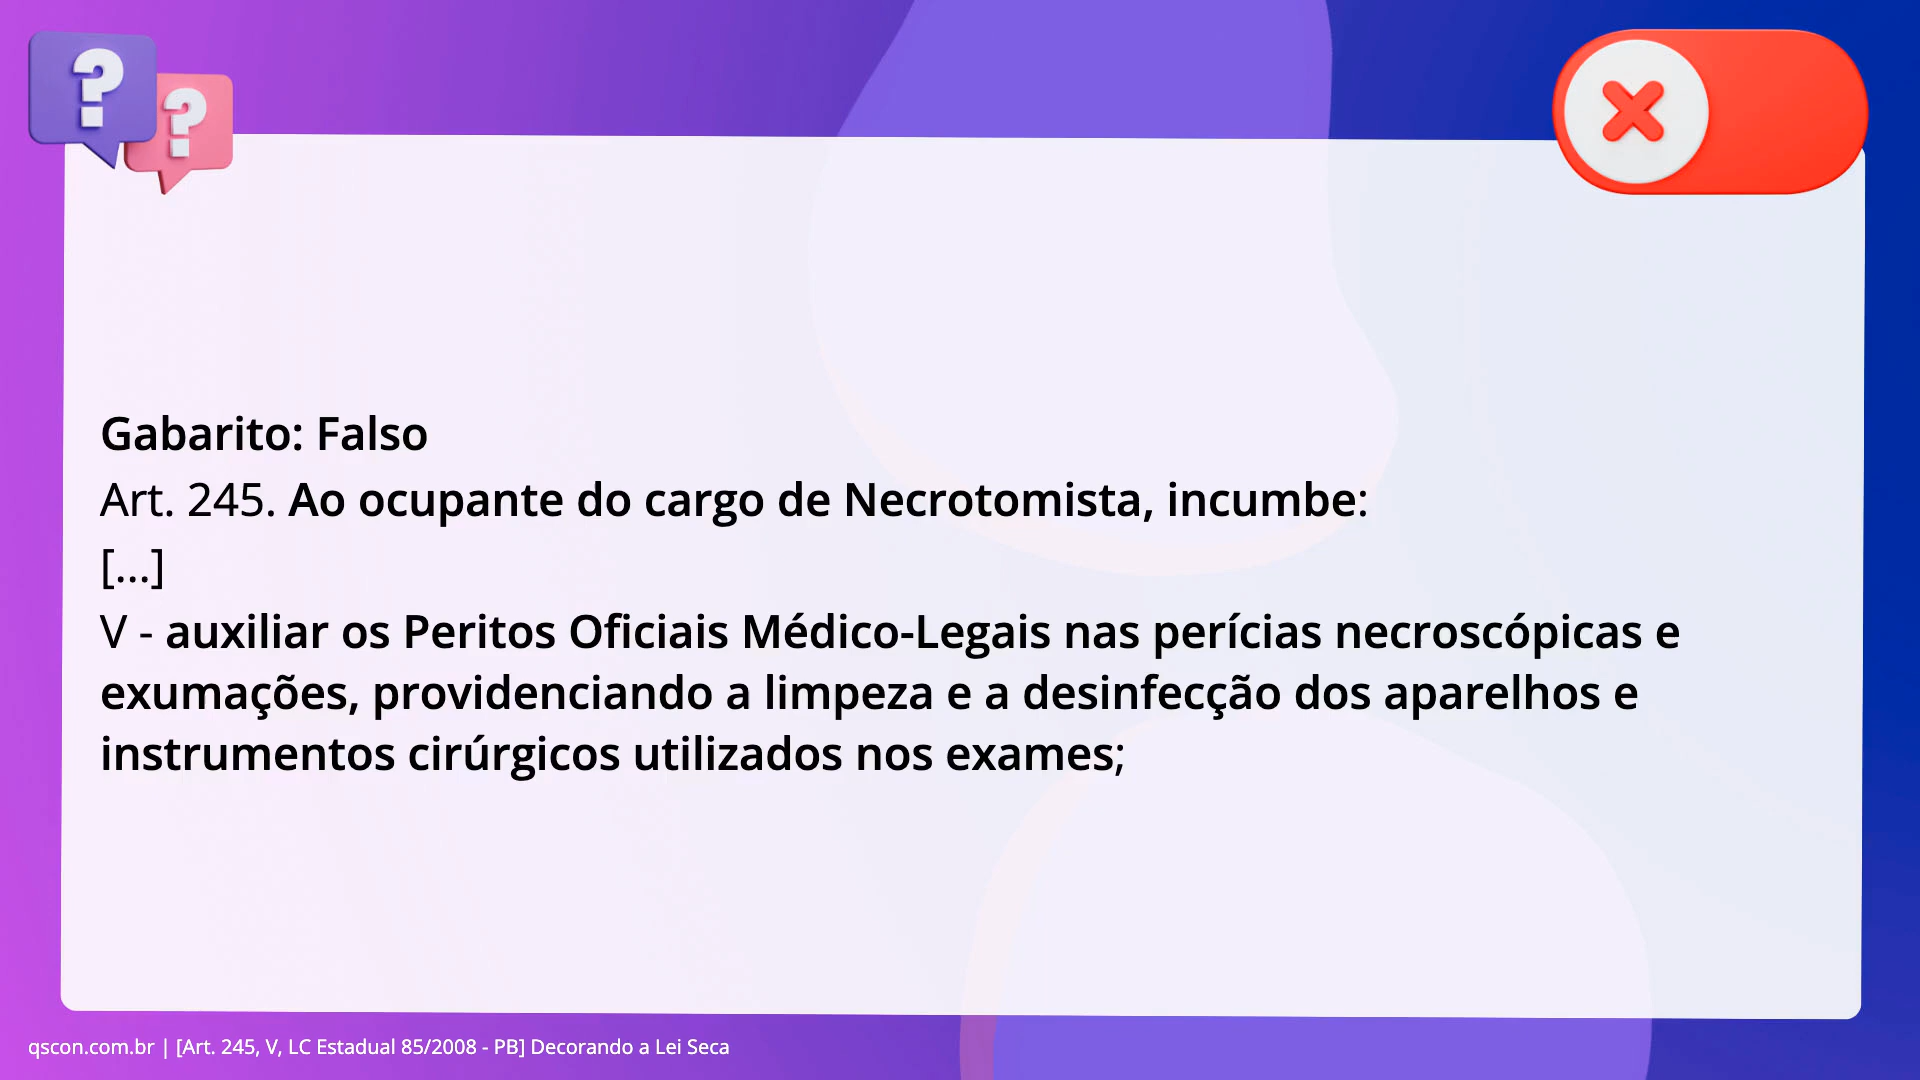 ? ?
Gabarito: Falso
Art. 245. Ao ocupante do cargo de Necrotomista, incumbe:
[...]
V - auxiliar os Peritos Oficiais Médico-Legais nas perícias necroscópicas e
exumações, providenciando a limpeza e a desinfecção dos aparelhos e
instrumentos cirúrgicos utilizados nos exames;
qscon.com.br | [Art. 245, V, LC Estadual 85/2008 - PB] Decorando a Lei Seca